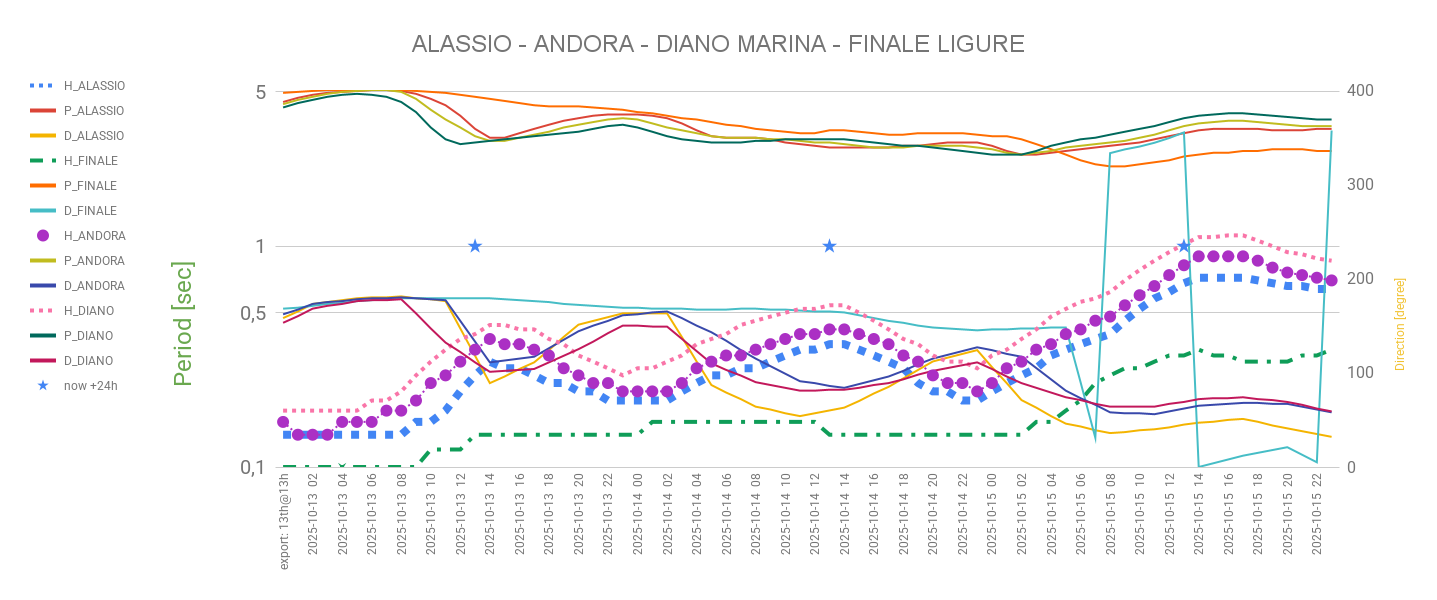 ALASSIO - ANDORA - DIANO MARINA - FINALE LIGURE
H_ALASSIO
P_ALASSIO
D_ALASSIO
H_FINALE
P_FINALE
D_FINALE
H_ANDORA
P_ANDORA
D_ANDORA
H_DIANO
P_DIANO
D_DIANO
now +24h
Period [sec]
5
1
0,5
0,1
400
300
200
100
0
Direction [degree]
export: 13th@13h
2025-10-13 02
2025-10-13 04
2025-10-13 06
2025-10-13 08
2025-10-13 10
2025-10-13 12
2025-10-13 14
2025-10-13 16
2025-10-13 18
2025-10-13 20
2025-10-13 22
2025-10-14 00
2025-10-14 02
2025-10-14 04
2025-10-14 06
2025-10-14 08
2025-10-14 10
2025-10-14 12
2025-10-14 14
2025-10-14 16
2025-10-14 18
2025-10-14 20
2025-10-14 22
2025-10-15 00
2025-10-15 02
2025-10-15 04
2025-10-15 06
2025-10-15 08
2025-10-15 10
2025-10-15 12
2025-10-15 14
2025-10-15 16
2025-10-15 18
2025-10-15 20
2025-10-15 22